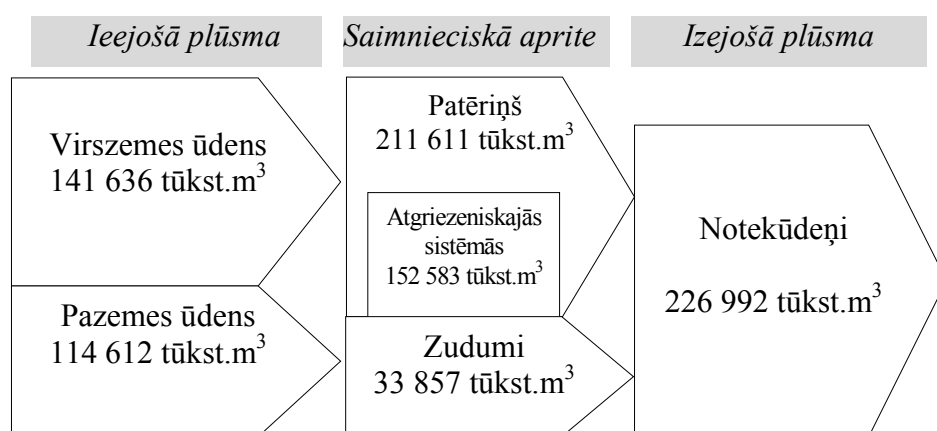 Ieejošā plūsma
Saimnieciskā aprite
Izejošā plūsma
Virszemes ūdens
141 636 tūkst.m³
Pazemes ūdens
114 612 tūkst.m³
Patēriņš
211 611 tūkst.m³
Atgriezeniskajās
sistēmās
152 583 tūkst.m³
Zudumi
33 857 tūkst.m³
Notekūdeņi
226 992 tūkst.m³